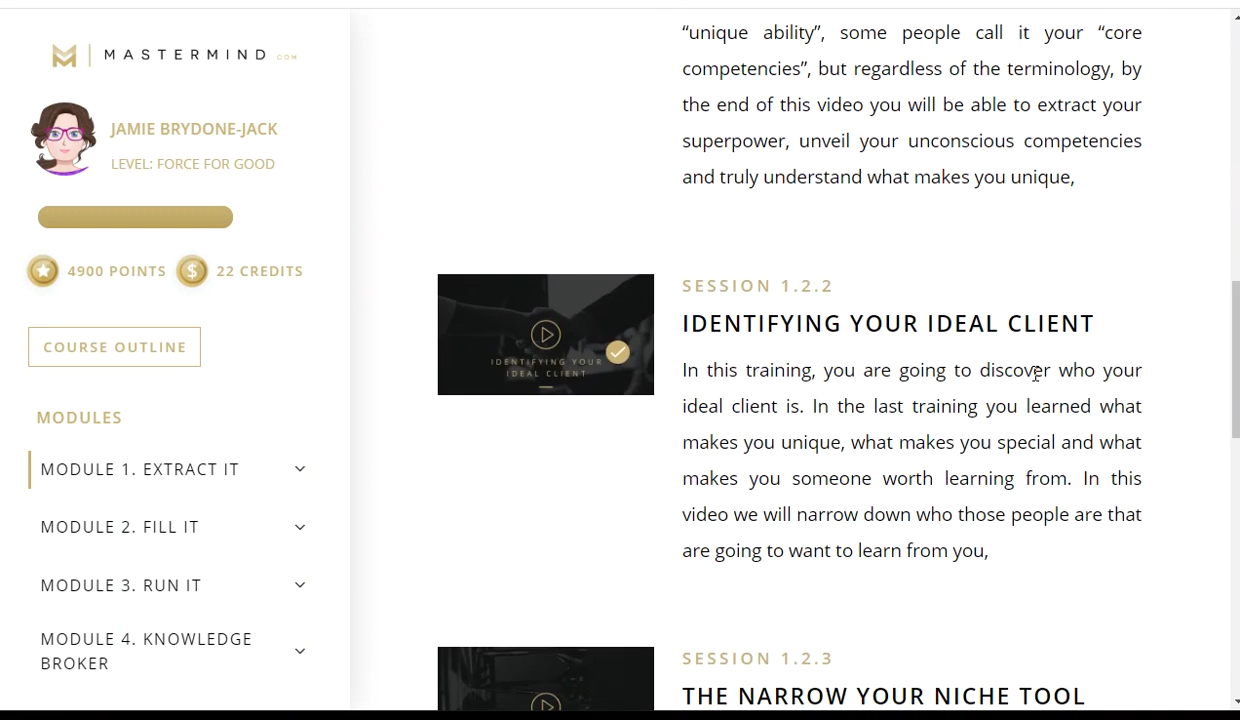 MASTERMIND .COM
JAMIE BRYDONE-JACK
LEVEL: FORCE FOR GOOD
4900 POINTS
22 CREDITS
COURSE OUTLINE
MODULES
MODULE 1. EXTRACT IT
MODULE 2. FILL IT
MODULE 3. RUN IT
MODULE 4. KNOWLEDGE
BROKER
“unique ability”, some people call it your “core
competencies”, but regardless of the terminology, by
the end of this video you will be able to extract your
superpower, unveil your unconscious competencies
and truly understand what makes you unique,
IDENTIFYING YOUR
IDEAL CLIENT
SESSION 1.2.2
IDENTIFYING YOUR IDEAL CLIENT
In this training, you are going to discover who your
ideal client is. In the last training you learned what
makes you unique, what makes you special and what
makes you someone worth learning from. In this
video we will narrow down who those people are that
are going to want to learn from you,
SESSION 1.2.3
THE NARROW YOUR NICHE TOOL